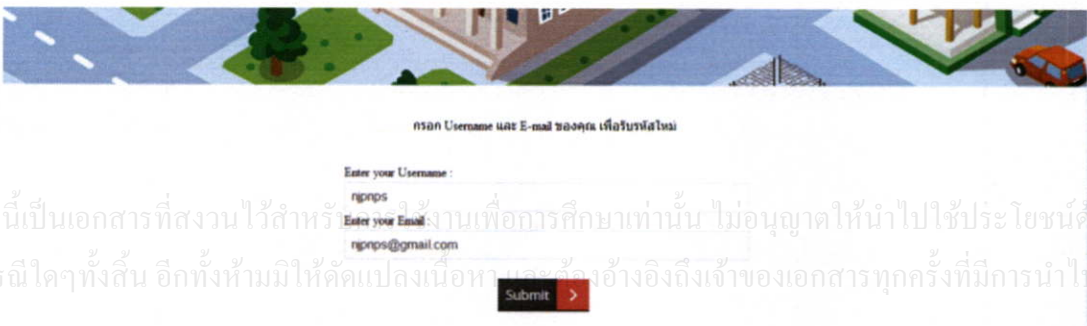 กรอก Username และ E-mail ของคุณ เพื่อรับรหัสใหม่
Enter your Username :
njpnps
นี้เป็นเอกสารที่สงวนไว้สำหรับการใช้งานเพื่อการศึกษาเท่านั้น ไม่อนุญาตให้นำไปใช้ประโยชน์
Enter your Email :
njpnps@gmail.com
ใดๆทั้งสิ้น อีกทั้งห้ามมิให้ดัดแปลงเนื้อหา และต้องอ้างอิงถึงเจ้าของเอกสารทุกครั้งที่มีการนำ
Submit >